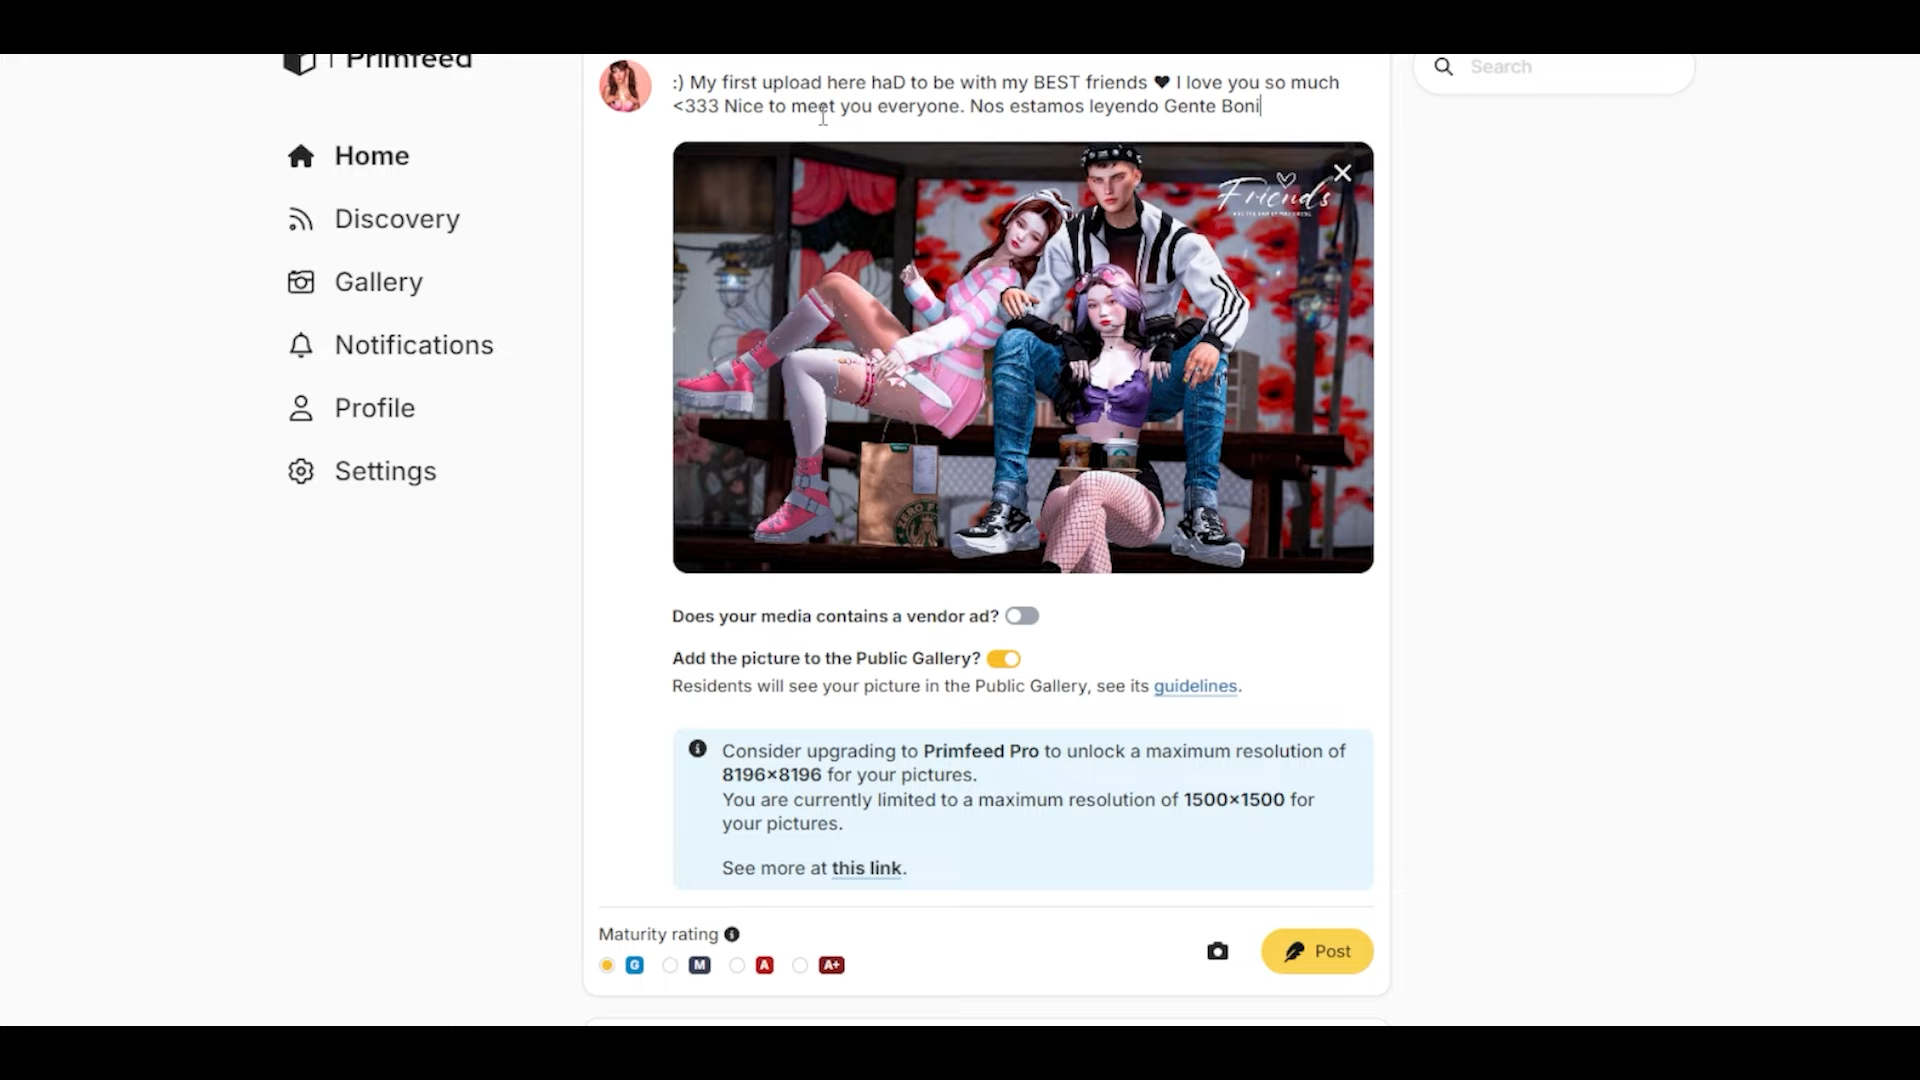 Primfeed
Search
:) My first upload here haD to be with my BEST friends ♥ I love you so much
<333 Nice to meet you everyone. Nos estamos leyendo Gente Boni
Home
Discovery
Gallery
Notifications
Profile
Settings
Friends
Does your media contains a vendor ad?
Add the picture to the Public Gallery?
Residents will see your picture in the Public Gallery, see its guidelines.
Consider upgrading to Primfeed Pro to unlock a maximum resolution of
8196×8196 for your pictures.
You are currently limited to a maximum resolution of 1500×1500 for
your pictures.
See more at this link.
Maturity rating
G M A A+
Post